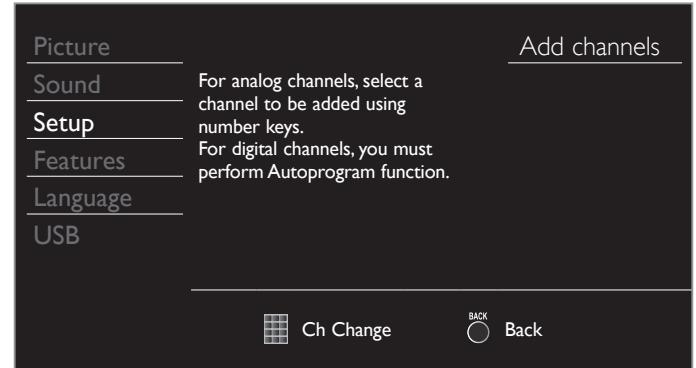 Picture
Sound
Setup
Features
Language
USB
Add channels
For analog channels, select a
channel to be added using
number keys.
For digital channels, you must
perform Autoprogram function.
Ch Change
BACK
Back